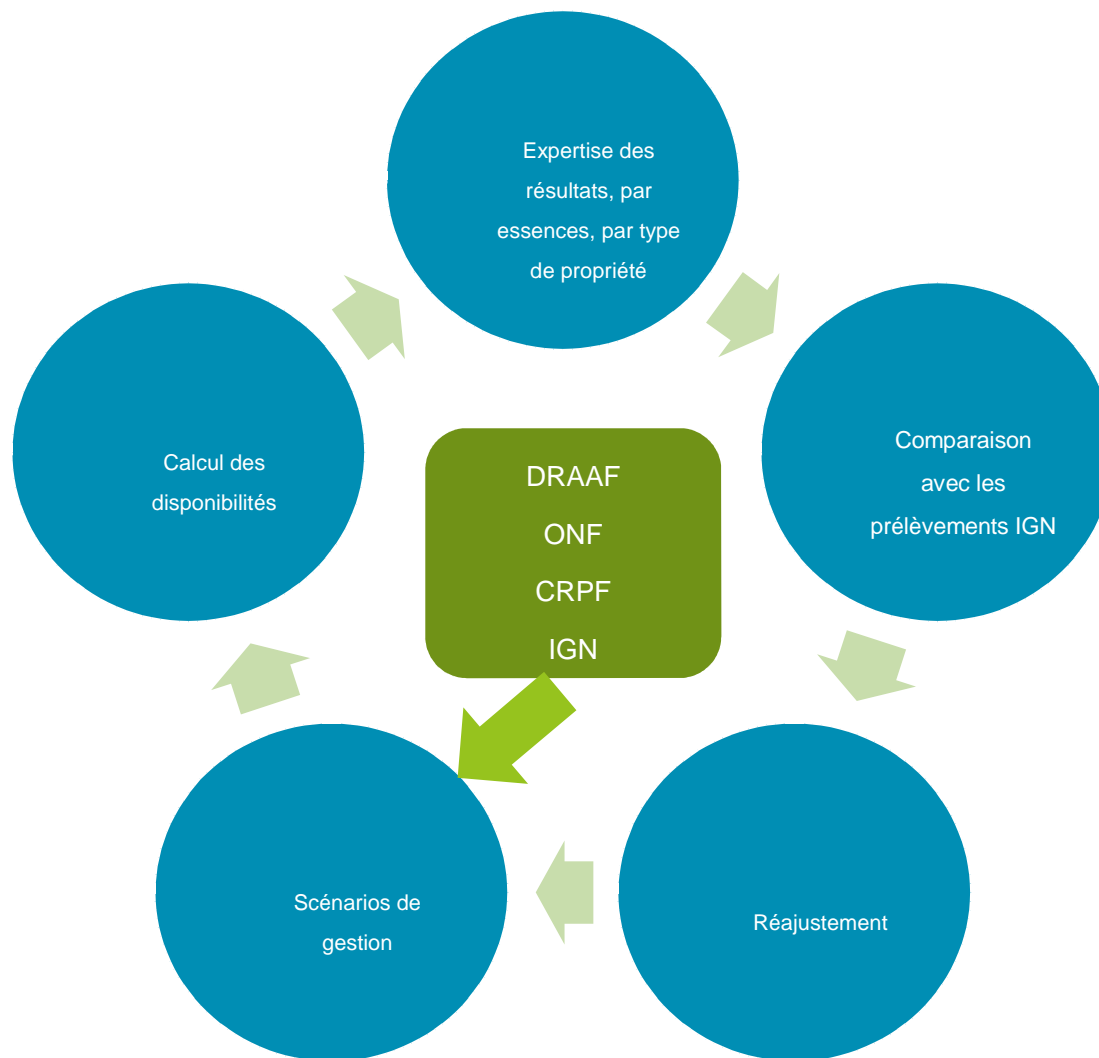 Expertise des
résultats, par
essences, par type
de propriété
Comparaison
avec les
prélèvements IGN
Réajustement
Scénarios de
gestion
Calcul des
disponibilités
DRAAF
ONF
CRPF
IGN